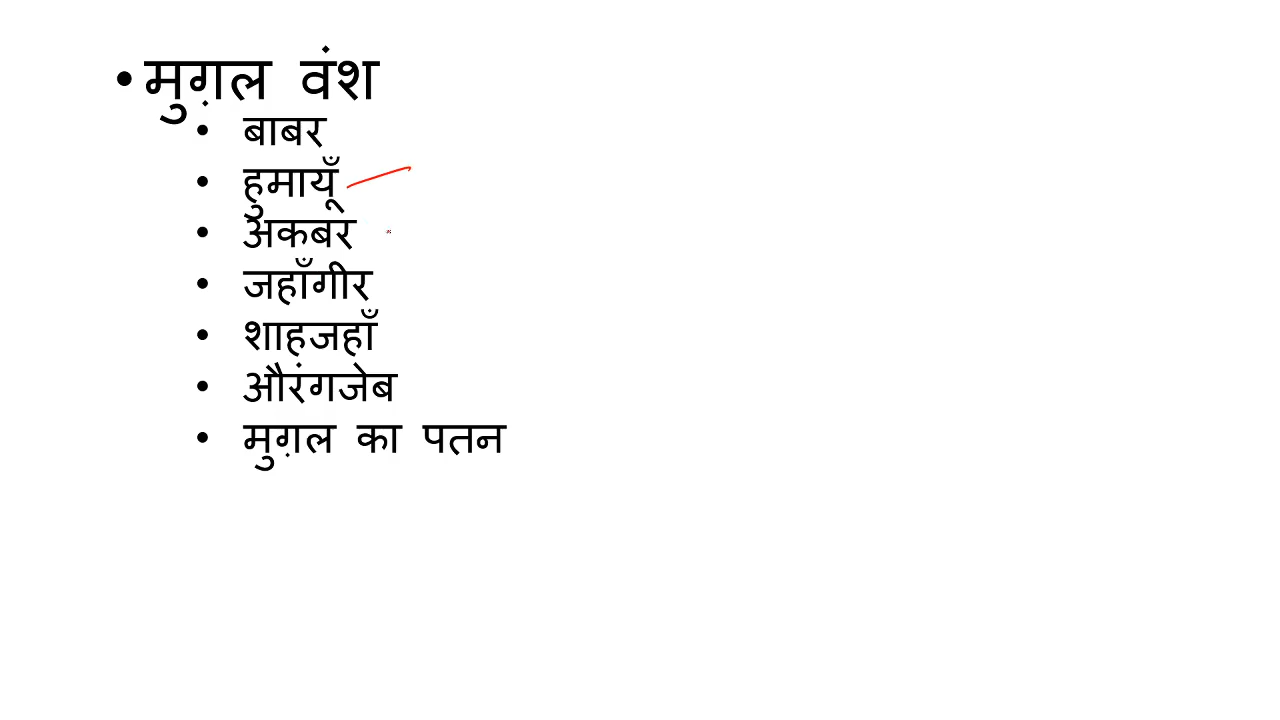 • मुग़ल वंश
• बाबर
• हुमायूँ
• अकबर
• जहाँगीर
• शाहजहाँ
• औरंगजेब
• मुग़ल का पतन